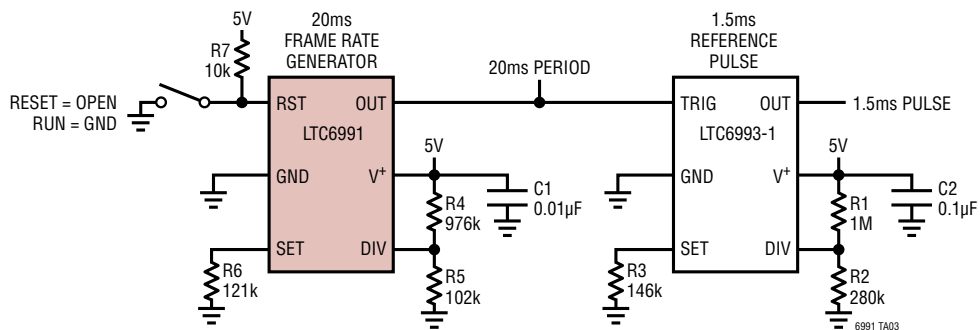 5V
R7
10k
RESET = OPEN
RUN = GND
20ms
FRAME RATE
GENERATOR
RST
OUT
LTC6991
GND
V+
SET
DIV
R6
121k
5V
R4
976k
R5
102k
C1
0.01µF
20ms PERIOD
1.5ms
REFERENCE
PULSE
TRIG
OUT
LTC6993-1
GND
V+
SET
DIV
R3
146k
1.5ms PULSE
5V
R1
1M
R2
280k
C2
0.1µF
6991 TA03